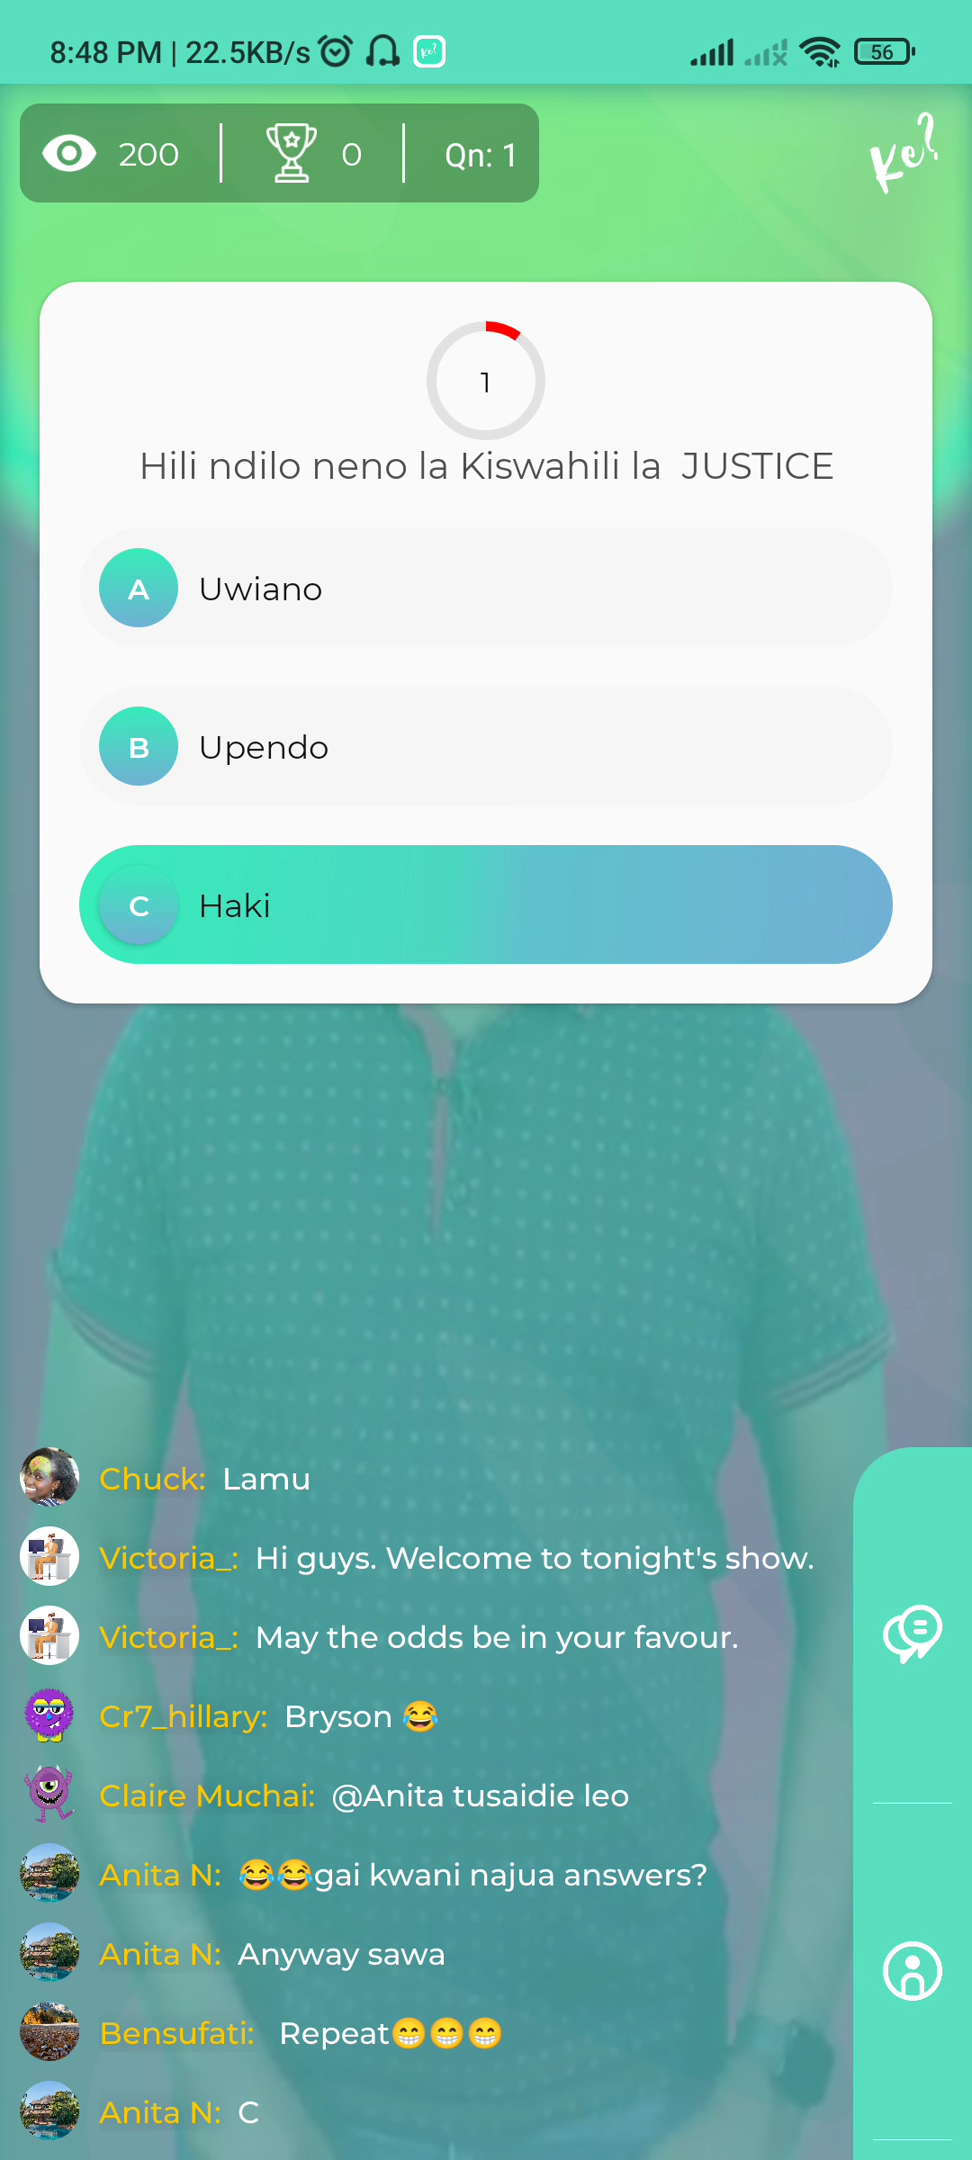 8:48 PM | 22.5KB/s
Ke?
56
200
0
Qn: 1
Ke?
1
Hili ndilo neno la Kiswahili la JUSTICE
A Uwiano
B Upendo
C Haki
Chuck: Lamu
Victoria_: Hi guys. Welcome to tonight's show.
Victoria_: May the odds be in your favour.
Cr7_hillary: Bryson 😂
Claire Muchai: @Anita tusaidie leo
Anita N: 😂😂gai kwani najua answers?
Anita N: Anyway sawa
Bensufati: Repeat😁😁😁
Anita N: C